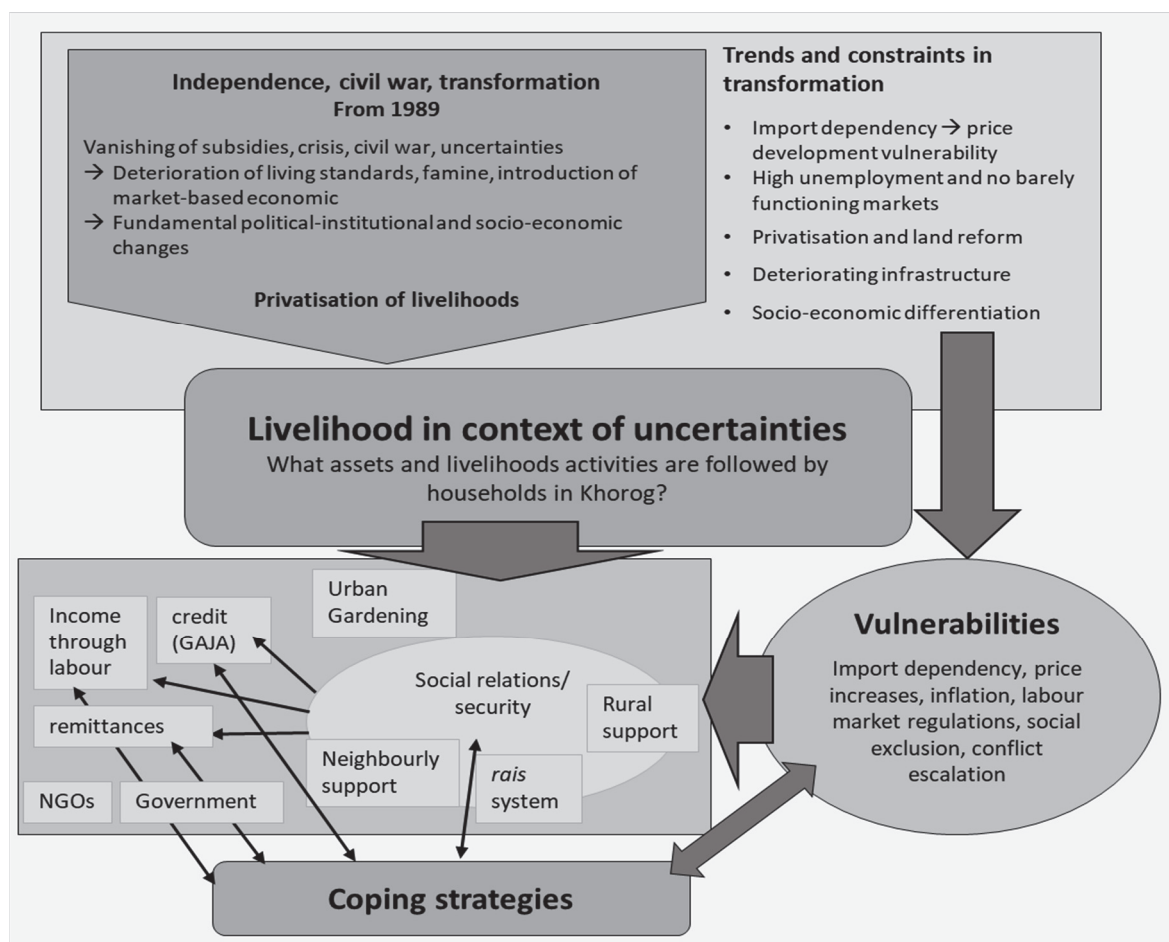 Independence, civil war, transformation
From 1989
Vanishing of subsidies, crisis, civil war, uncertainties
→ Deterioration of living standards, famine, introduction of
market-based economic
→ Fundamental political-institutional and socio-economic
changes
Privatisation of livelihoods
Trends and constraints in
transformation
• Import dependency → price
development vulnerability
• High unemployment and no barely
functioning markets
• Privatisation and land reform
• Deteriorating infrastructure
• Socio-economic differentiation
Livelihood in context of uncertainties
What assets and livelihoods activities are followed by
households in Khorog?
Urban
Gardening
Income
through
labour
credit
(GAJA)
remittances
NGOs
Government
Social relations/
security
Rural
support
Neighbourly
support
rais
system
Vulnerabilities
Import dependency, price
increases, inflation, labour
market regulations, social
exclusion, conflict
escalation
Coping strategies